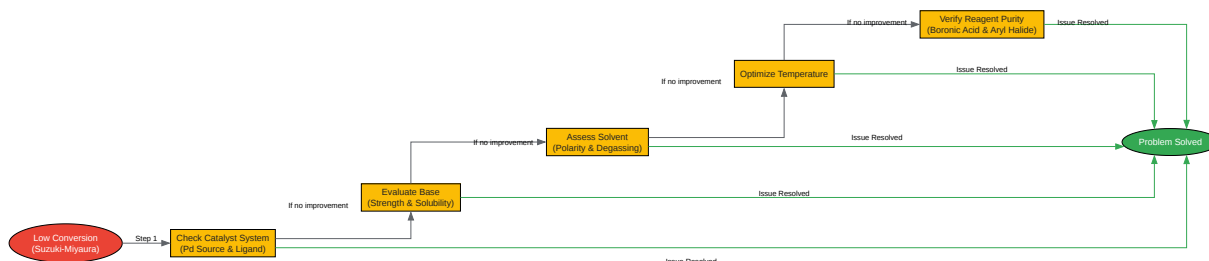 If no improvement
Verify Reagent Purity
(Boronic Acid & Aryl Halide)
Issue Resolved
If no improvement
Optimize Temperature
Issue Resolved
If no improvement
Assess Solvent
(Polarity & Degassing)
Issue Resolved
Problem Solved
If no improvement
Evaluate Base
(Strength & Solubility)
Issue Resolved
Low Conversion
(Suzuki-Miyaura)
Step 1
Check Catalyst System
(Pd Source & Ligand)
Issue Resolved